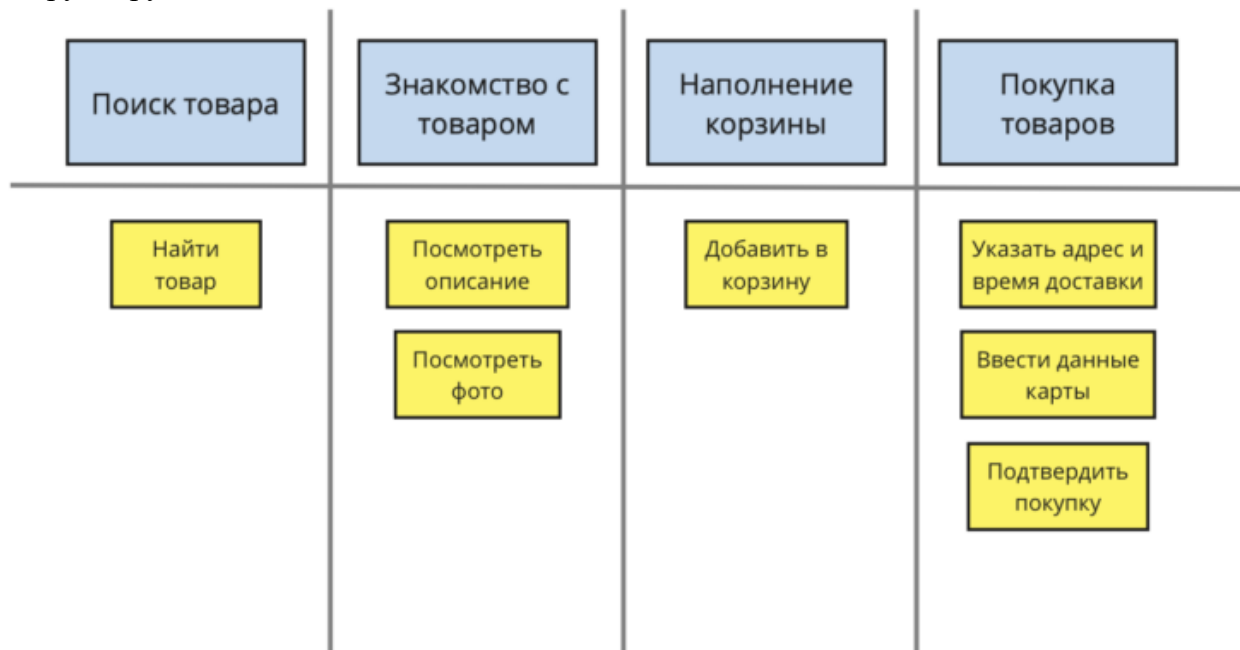 Поиск товара
Знакомство с
товаром
Наполнение
корзины
Покупка
товаров
Найти
товар
Посмотреть
описание
Посмотреть
фото
Добавить в
корзину
Указать адрес и
время доставки
Ввести данные
карты
Подтвердить
покупку